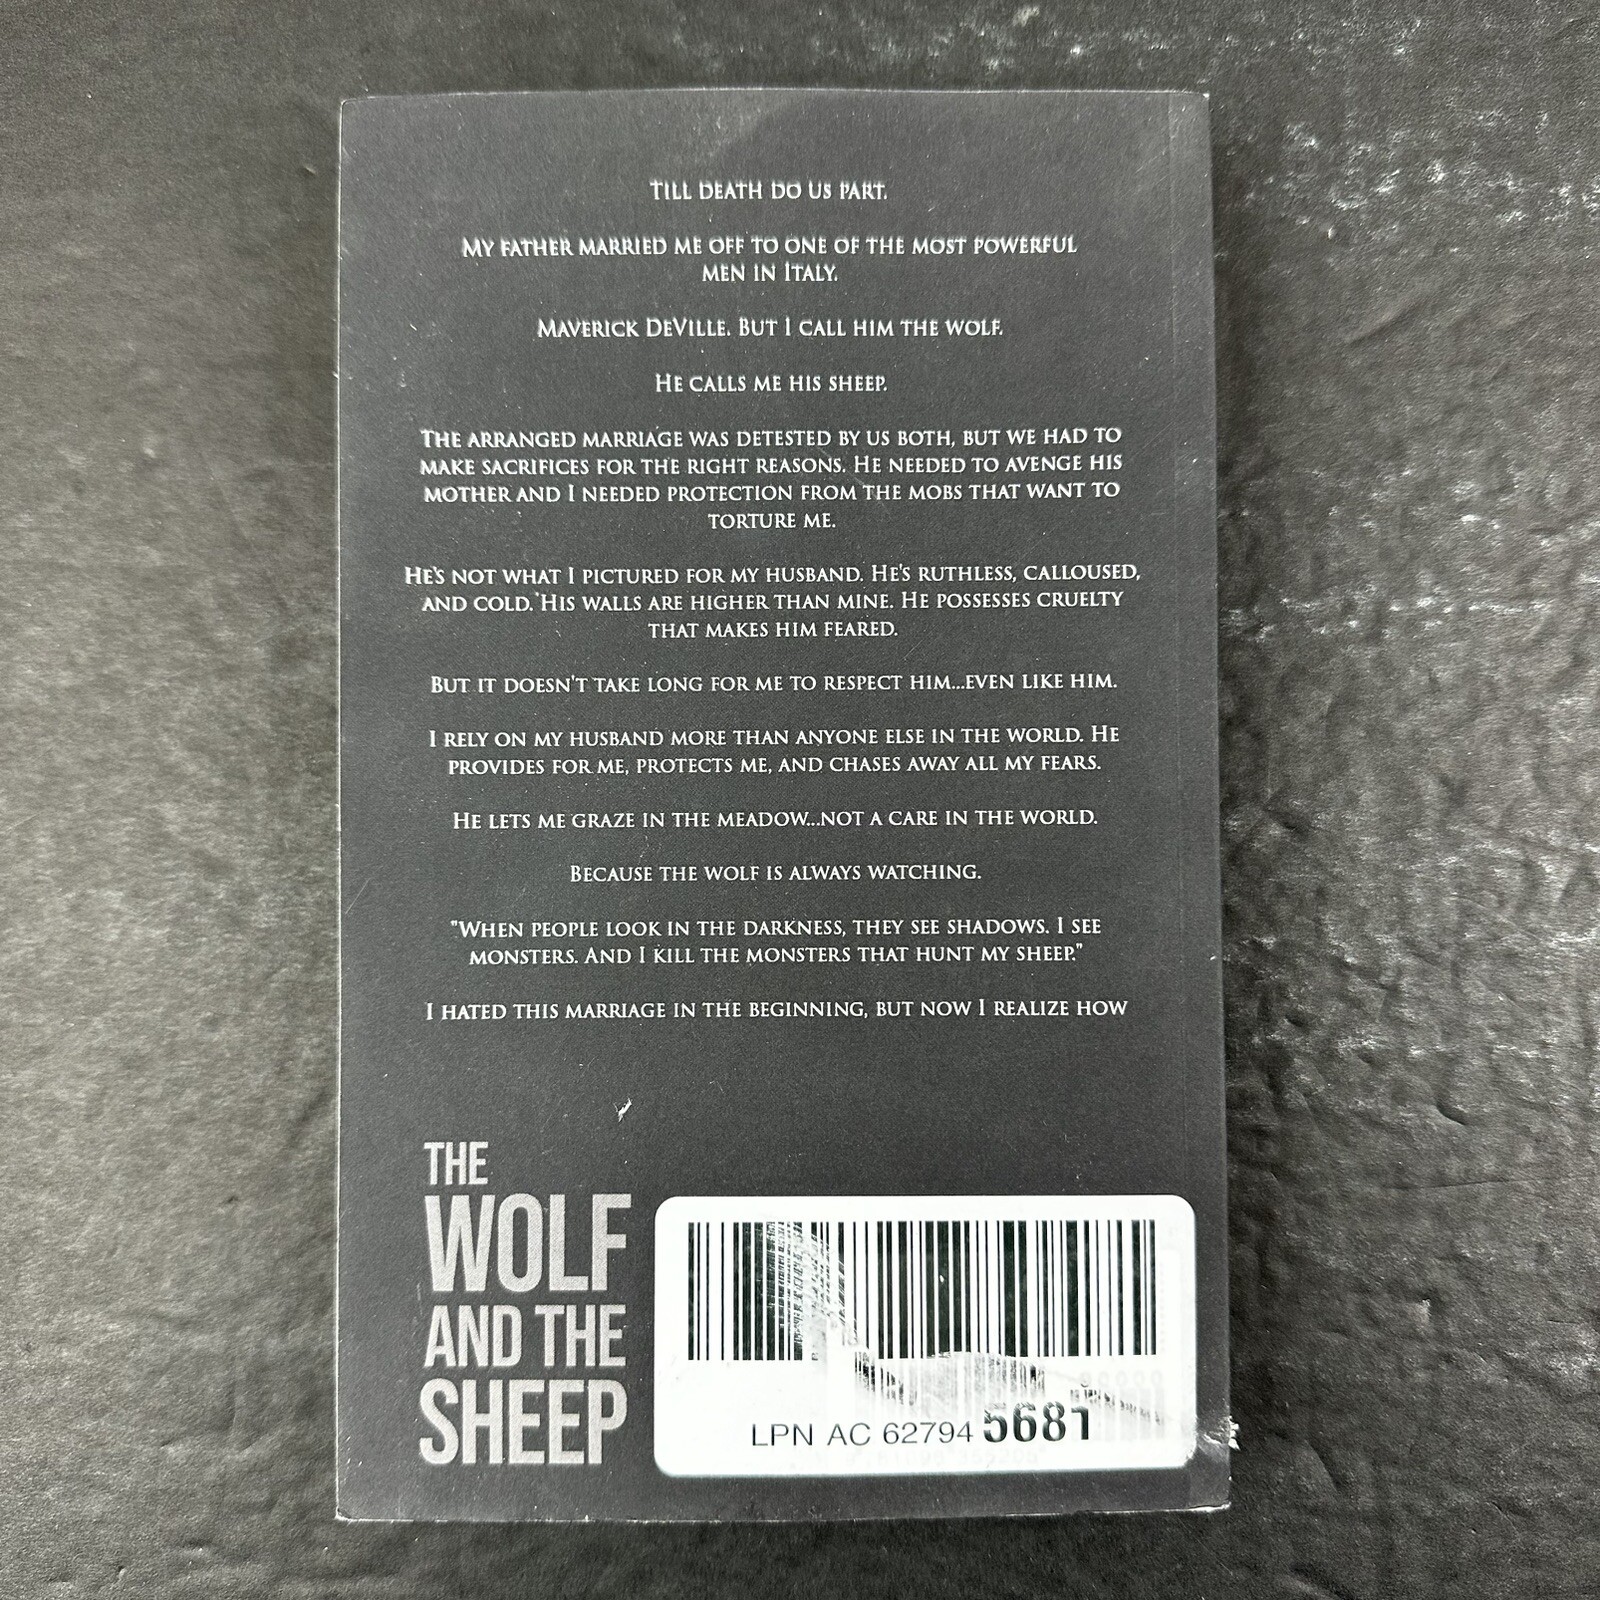 Till death do us part.
My father married me off to one of the most powerful
men in Italy.
Maverick DeVille. But I call him the wolf.
He calls me his sheep.
The arranged marriage was detested by us both, but we had to
make sacrifices for the right reasons. He needed to avenge his
mother and I needed protection from the mobs that want to
torture me.
He's not what I pictured for my husband. He's ruthless, calloused,
and cold. His walls are higher than mine. He possesses cruelty
that makes him feared.
But it doesn't take long for me to respect him...even like him.
I rely on my husband more than anyone else in the world. He
provides for me, protects me, and chases away all my fears.
He lets me graze in the meadow...not a care in the world.
Because the wolf is always watching.
"When people look in the darkness, they see shadows. I see
monsters. And I kill the monsters that hunt my sheep."
I hated this marriage in the beginning, but now I realize how
THE
WOLF
AND THE
SHEEP
LPN AC 62794 5681